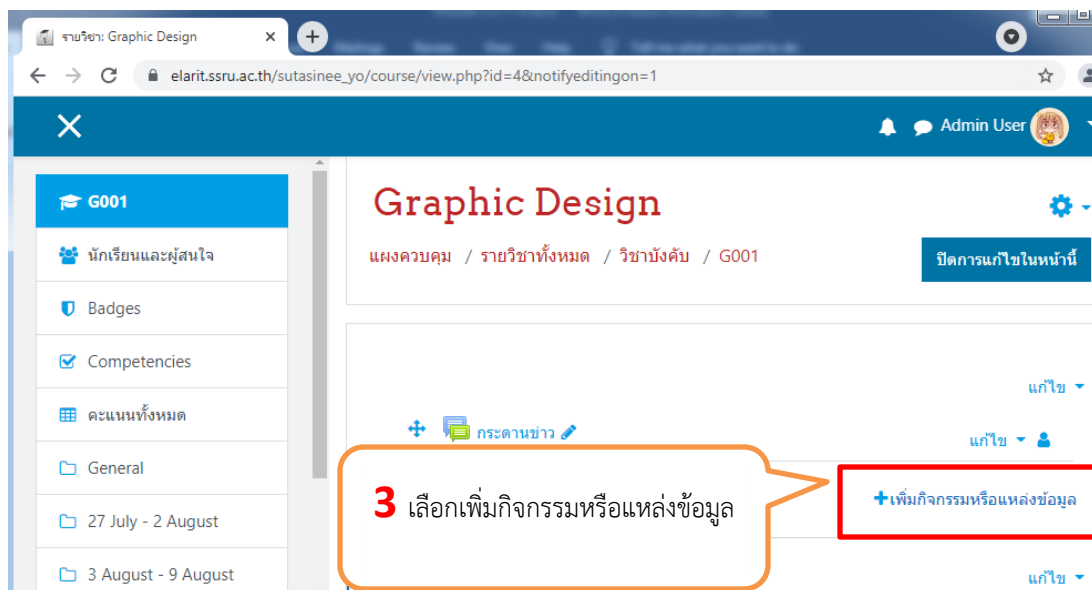 รายวิชา: Graphic Design
elarit.ssru.ac.th/sutasinee_yo/course/view.php?id=4&notifyeditingon=1
Admin User
G001
นักเรียนและผู้สนใจ
Badges
Competencies
คะแนนทั้งหมด
General
27 July - 2 August
3 August - 9 August
Graphic Design
แผงควบคุม / รายวิชาทั้งหมด / วิชาบังคับ / G001
ปิดการแก้ไขในหน้านี้
แก้ไข
กระดานข่าว
แก้ไข
3 เลือกเพิ่มกิจกรรมหรือแหล่งข้อมูล
+เพิ่มกิจกรรมหรือแหล่งข้อมูล
แก้ไข